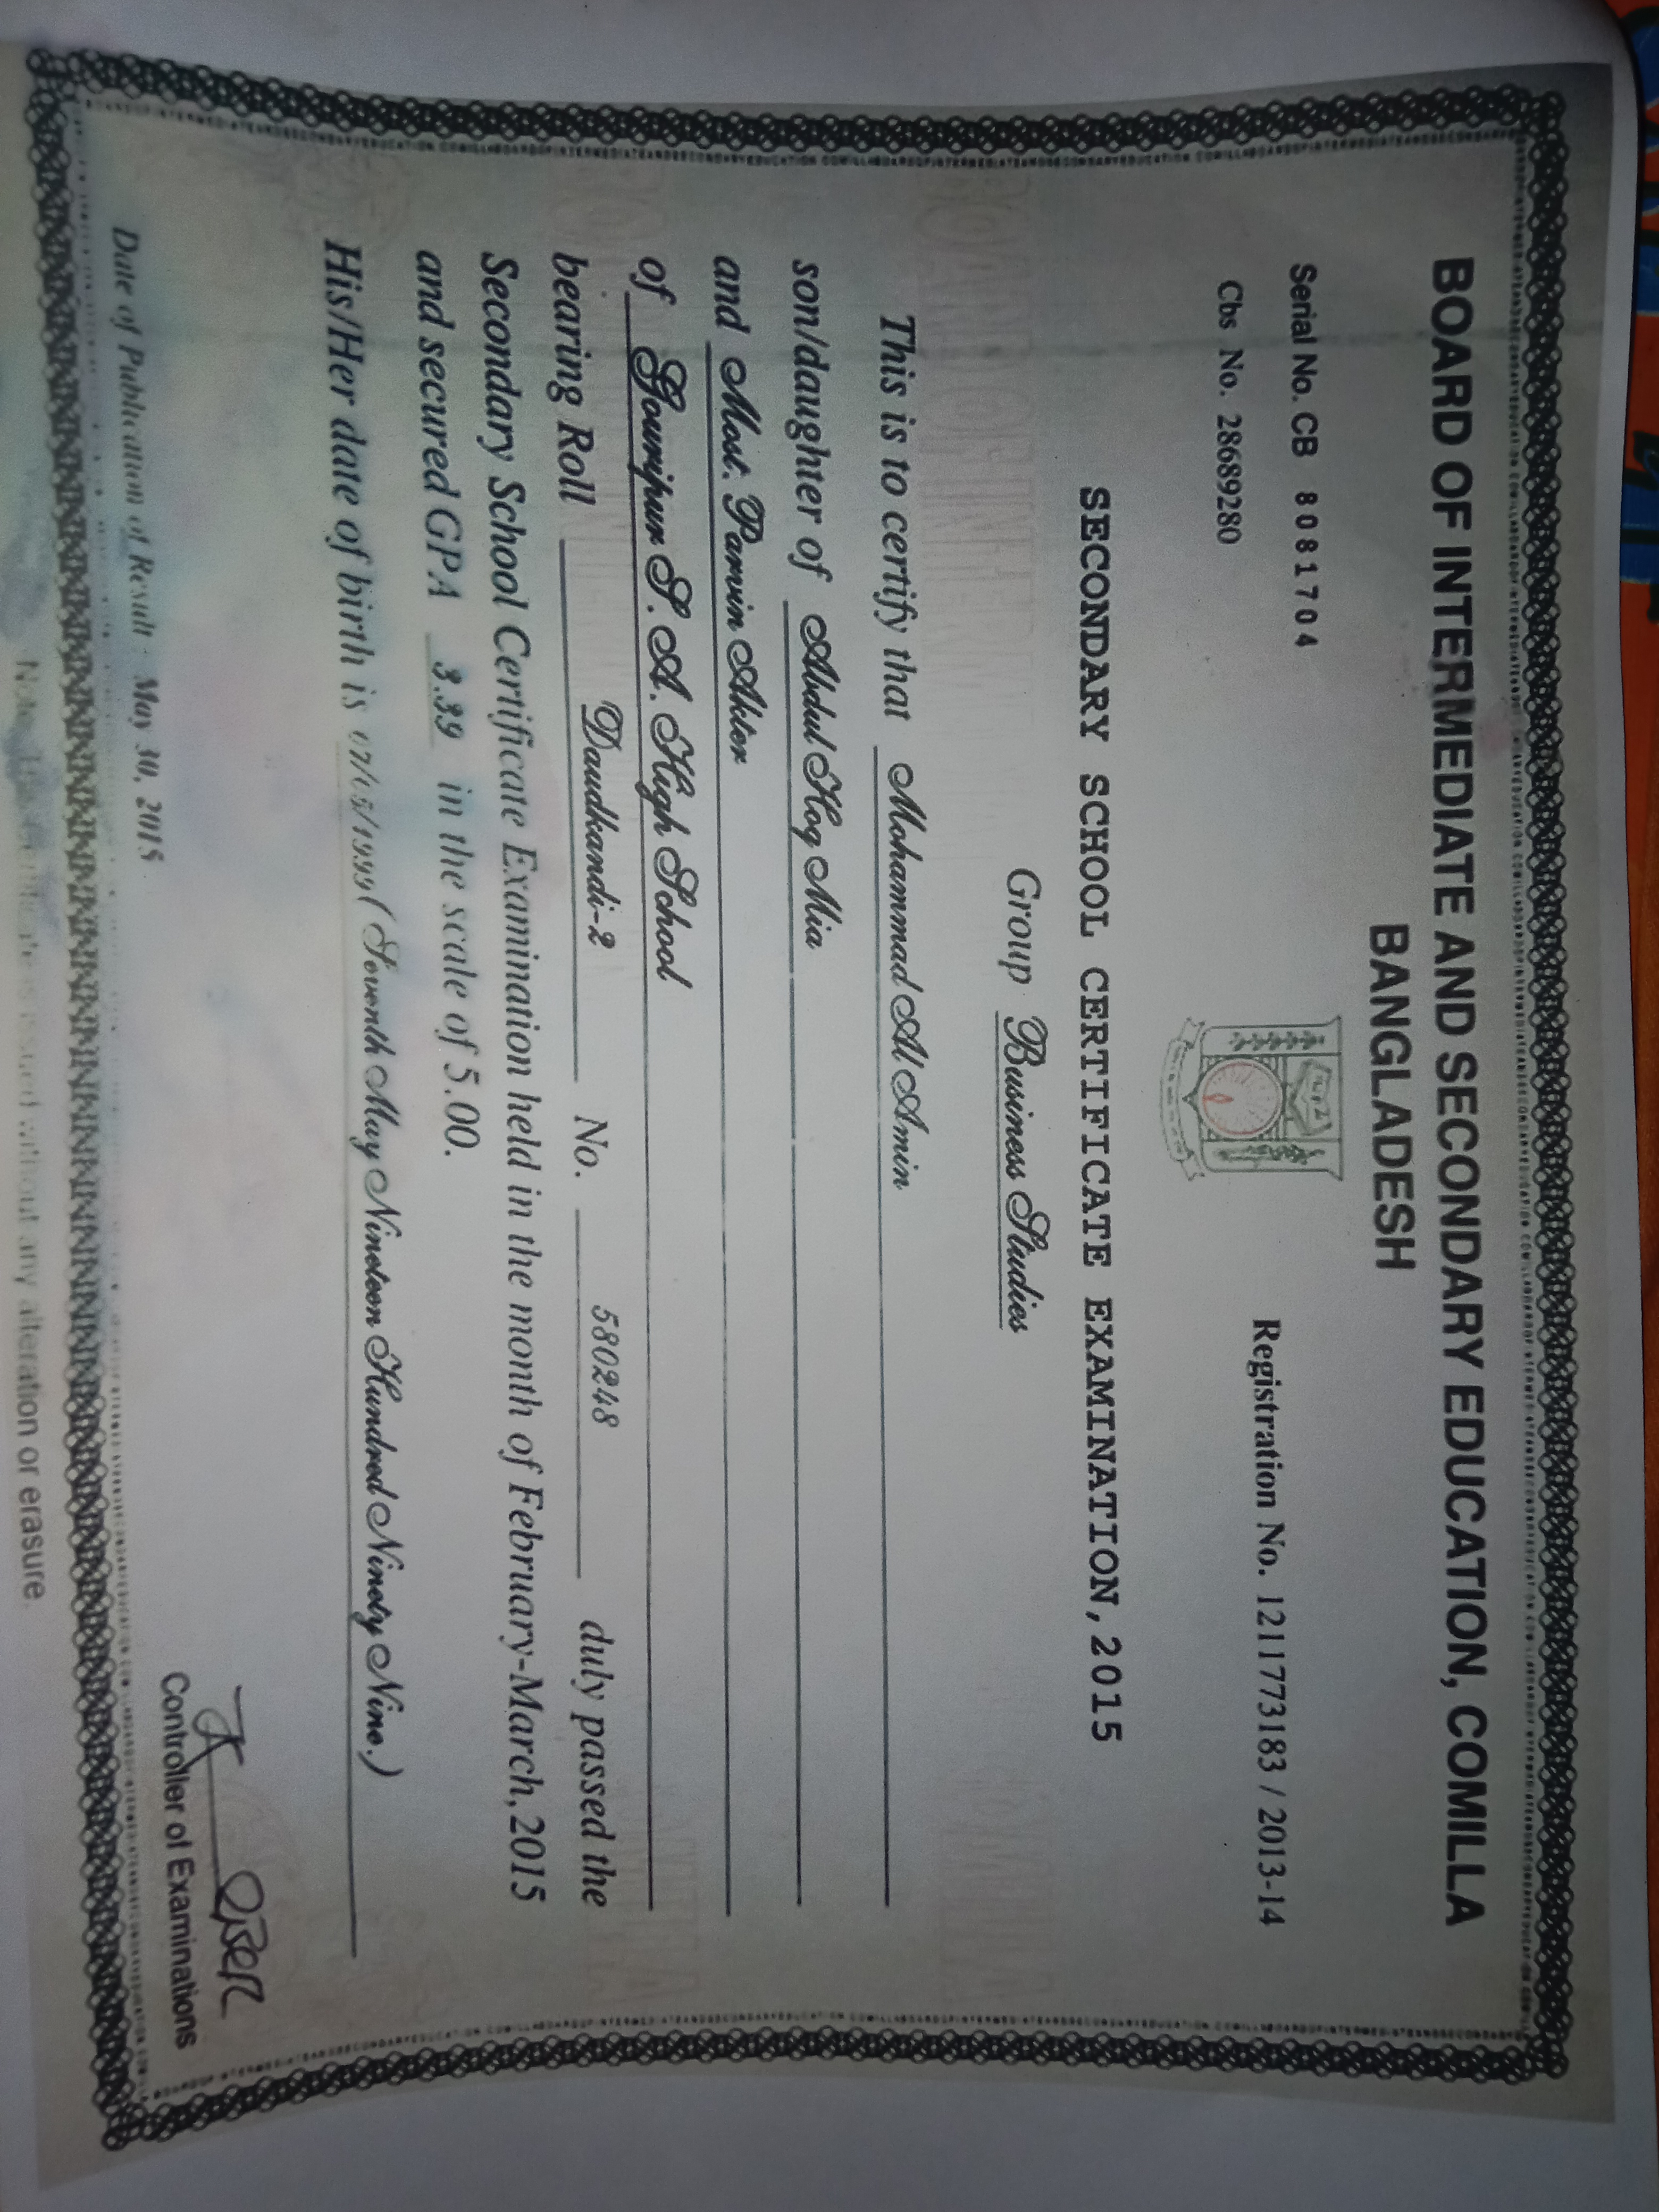 BOARD OF INTERMEDIATE AND SECONDARY EDUCATION, COMILLA
BANGLADESH
Serial No. CB 8081704
Cbs No. 28689280
Registration No. 1211773183 / 2013-14
SECONDARY SCHOOL CERTIFICATE EXAMINATION, 2015
Group Business Studies
This is to certify that Mohammad Al Amin
son/daughter of Abdul Hoq Mia
and Most. Parvin Akter
of Gouripur S. A. High School
bearing Roll Daudkandi-2 No. 580248 duly passed the
Secondary School Certificate Examination held in the month of February-March, 2015
and secured GPA 3.39 in the scale of 5.00.
His/Her date of birth is 07/05/1999 ( Seventh May Nineteen Hundred Ninety Nine.)
Date of Publication of Result : May 30, 2015
Controller of Examinations
issued without any alteration or erasure.